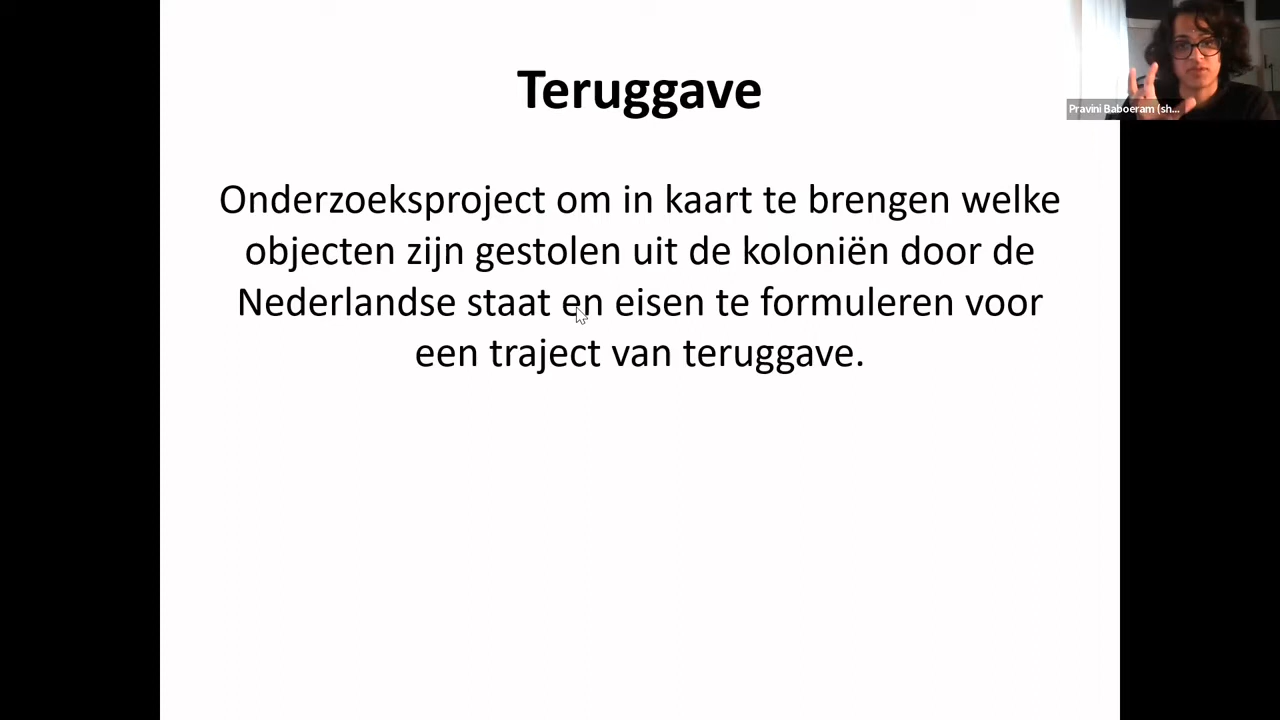 Teruggave
Pravini Baboeram (sh...
Onderzoeksproject om in kaart te brengen welke
objecten zijn gestolen uit de koloniën door de
Nederlandse staat en eisen te formuleren voor
een traject van teruggave.